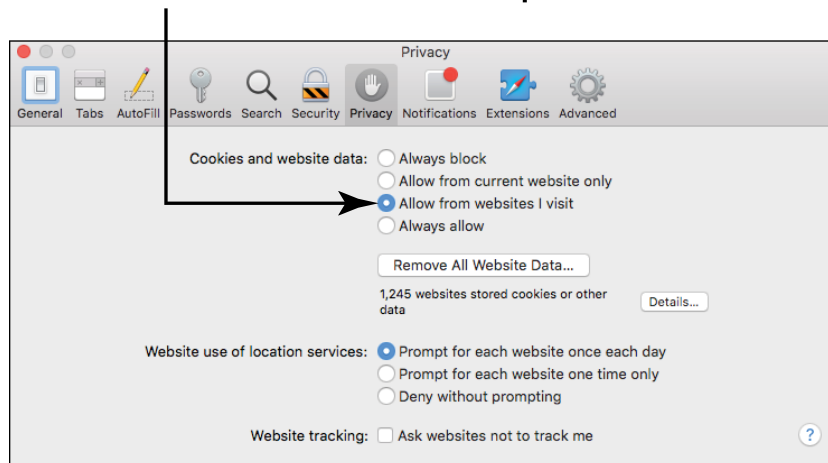 Privacy
General Tabs AutoFill Passwords Search Security Privacy Notifications Extensions Advanced
Cookies and website data: Always block
Allow from current website only
Allow from websites I visit
Always allow
Remove All Website Data...
1,245 websites stored cookies or other
data
Details...
Website use of location services: Prompt for each website once each day
Prompt for each website one time only
Deny without prompting
Website tracking: Ask websites not to track me
?